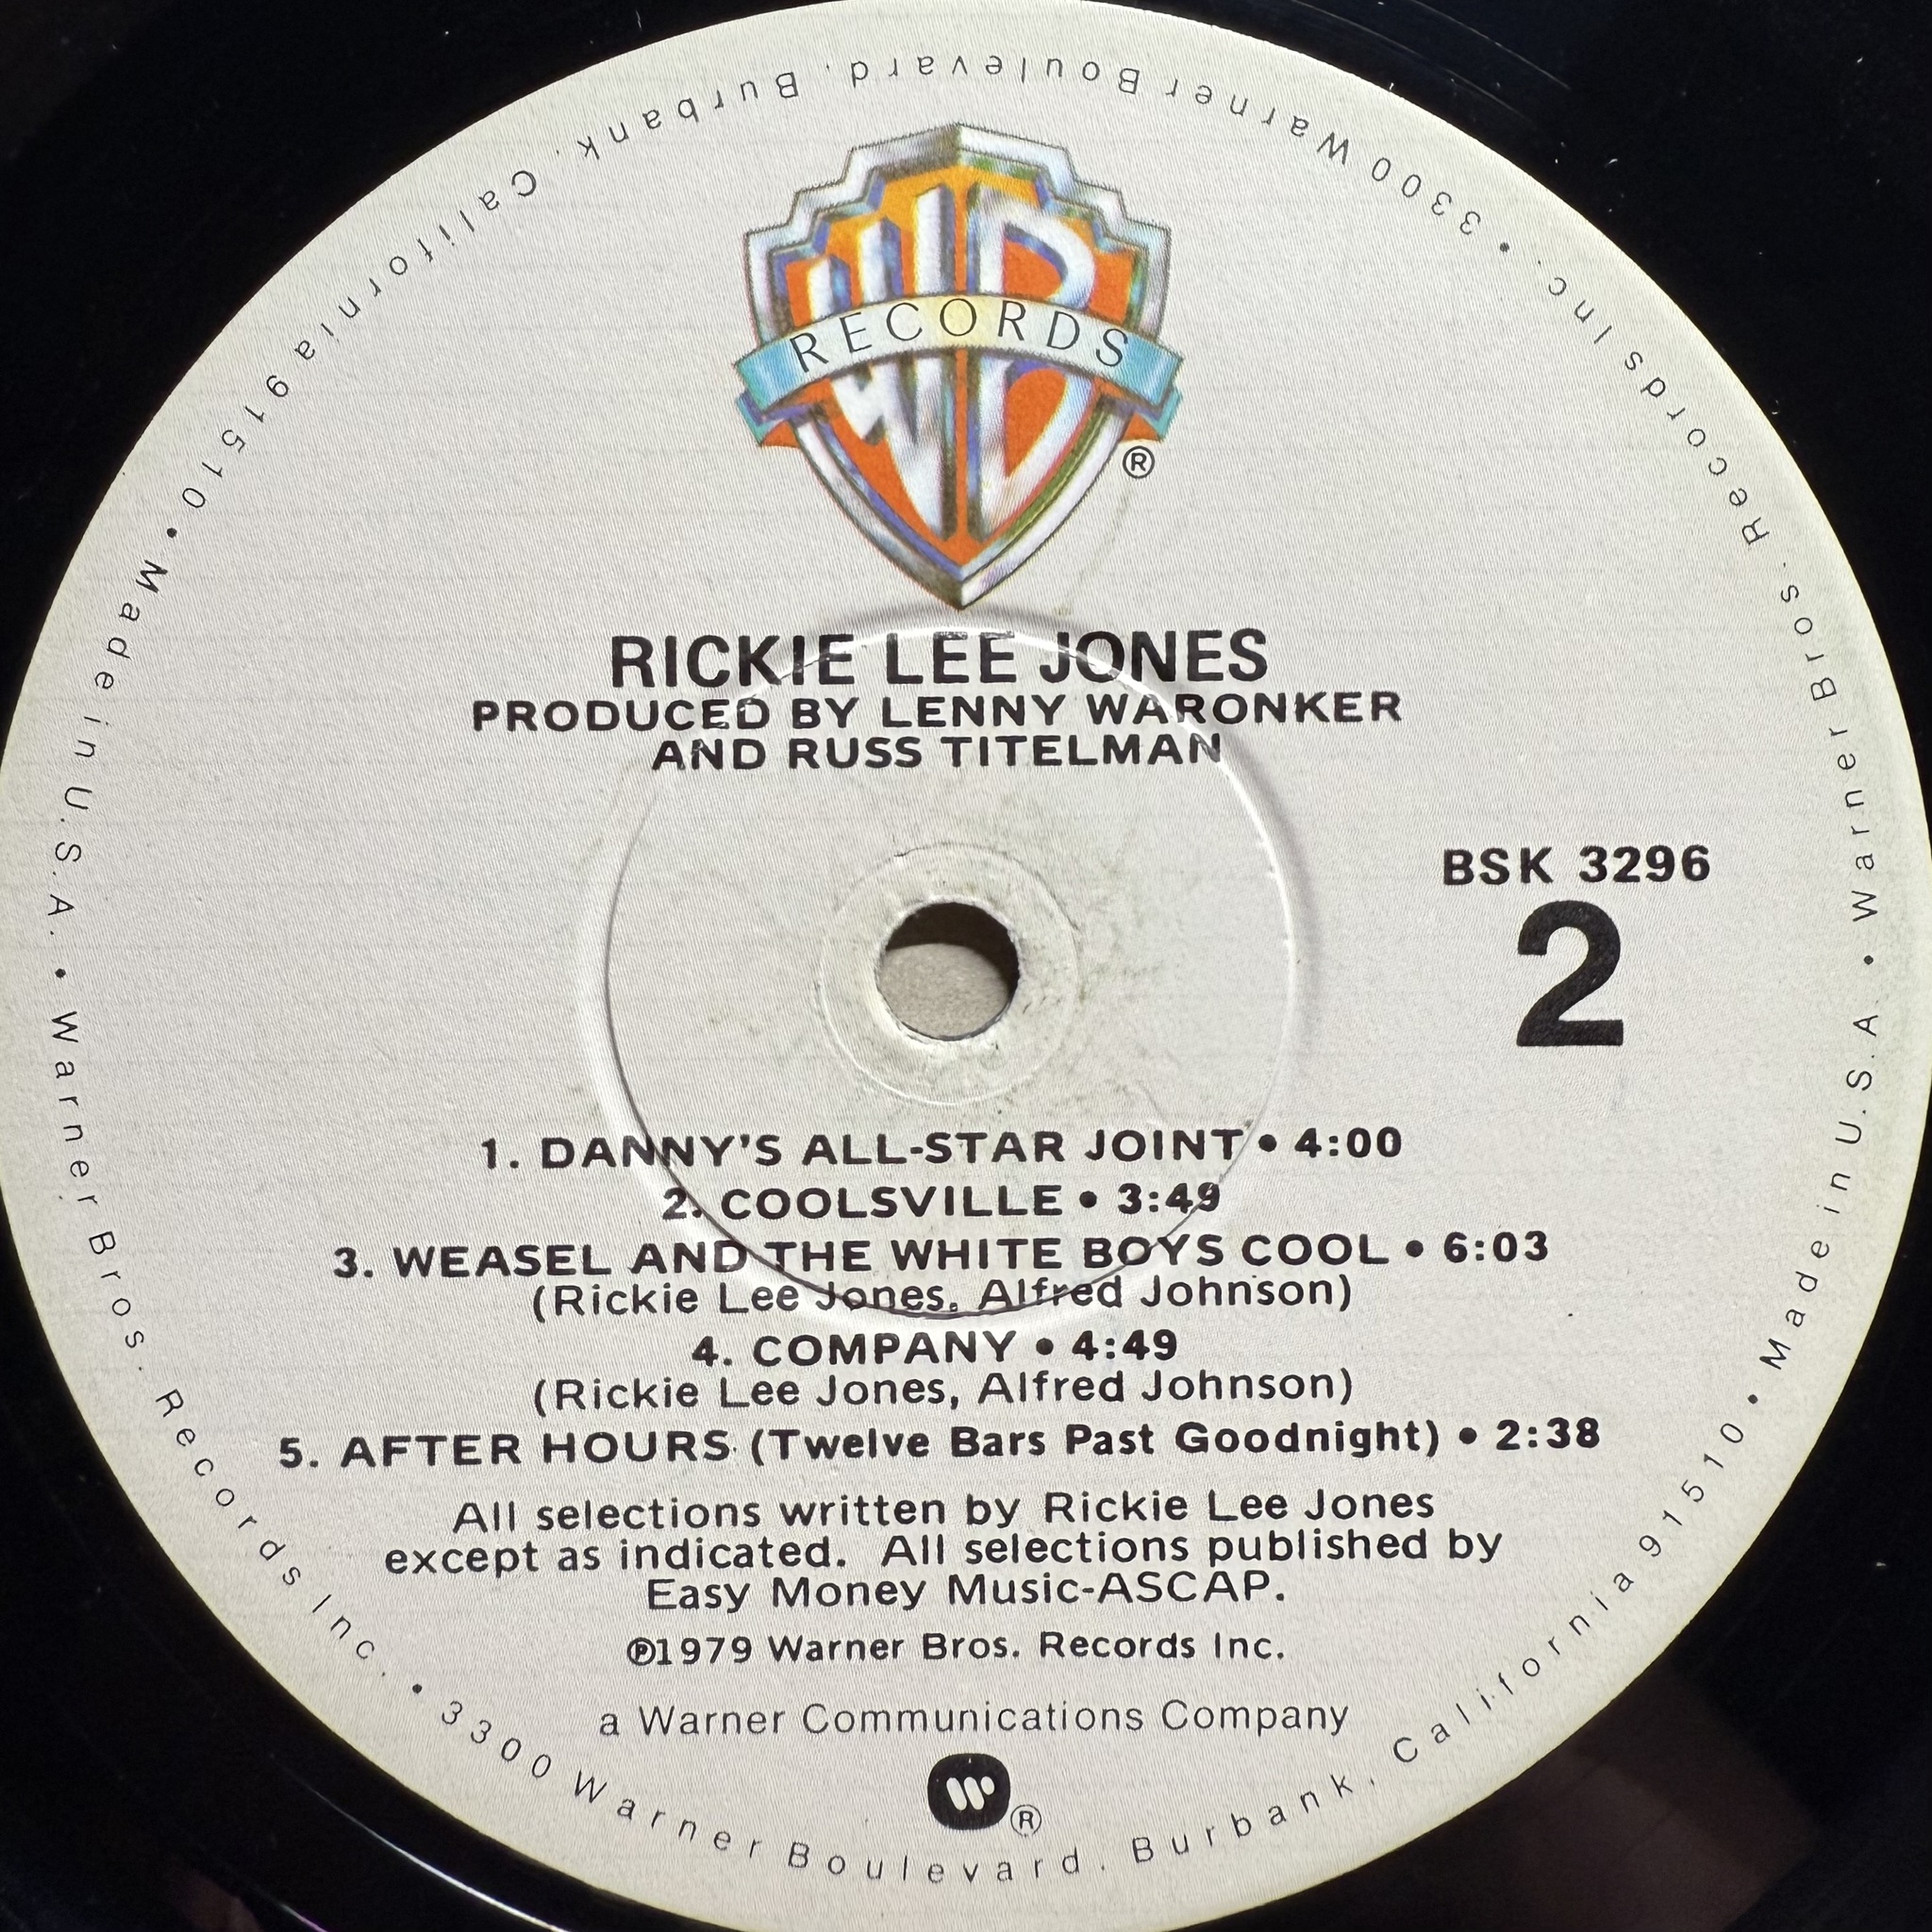 WB
RECORDS
®
RICKIE LEE JONES
PRODUCED BY LENNY WARONKER
AND RUSS TITELMAN
BSK 3296
2
1. DANNY'S ALL-STAR JOINT • 4:00
2. COOLSVILLE • 3:49
3. WEASEL AND THE WHITE BOYS COOL • 6:03
(Rickie Lee Jones, Alfred Johnson)
4. COMPANY • 4:49
(Rickie Lee Jones, Alfred Johnson)
5. AFTER HOURS (Twelve Bars Past Goodnight) • 2:38
All selections written by Rickie Lee Jones
except as indicated. All selections published by
Easy Money Music-ASCAP.
℗1979 Warner Bros. Records Inc.
a Warner Communications Company
W
®
Warner Bros. Records Inc. • 3300 Warner Boulevard, Burbank, California 91510 • Made in U.S.A. •
Warner Bros. Records Inc. • 3300 Warner Boulevard, Burbank, California 91510 • Made in U.S.A. •